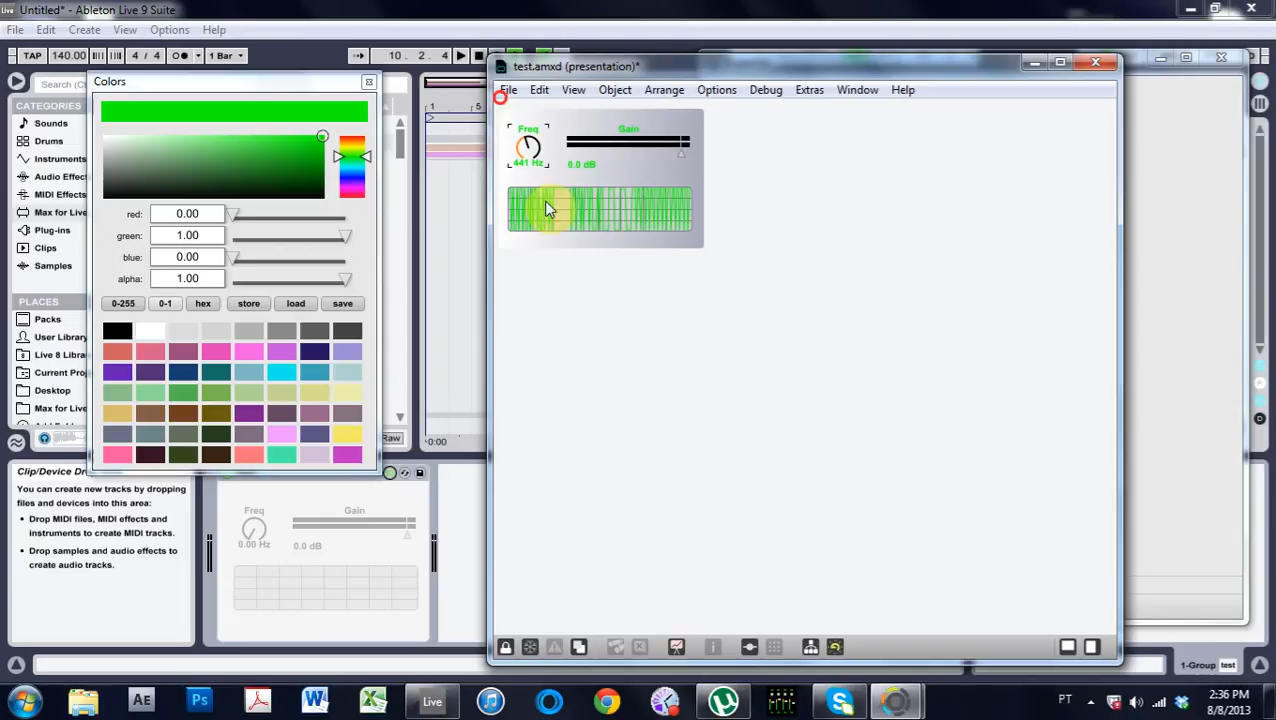 Untitled* - Ableton Live 9 Suite
File Edit Create View Options Help
TAP 140.00 4 / 4 1 Bar 10 . 2 . 4
Search (C
Colors
CATEGORIES
Sounds
Drums
Instruments
Audio Effe
MIDI Effects
Max for Live
Plug-ins
Clips
Samples
PLACES
Packs
User Library
Live 8 Libra
Current Proj
Desktop
Max for Live
red: 0.00
green: 1.00
blue: 0.00
alpha: 1.00
0-255 0-1 hex store load save
1 5
0:00
Raw
test.amxd (presentation)*
File Edit View Object Arrange Options Debug Extras Window Help
Freq Gain
441 Hz 0.0 dB
Clip/Device Dr
You can create new tracks by dropping
files and devices into this area:
Drop MIDI files, MIDI effects and
instruments to create MIDI tracks.
Drop samples and audio effects to
create audio tracks.
Freq Gain
0.00 Hz 0.0 dB
1-Group test
Live
PT 2:36 PM
8/8/2013